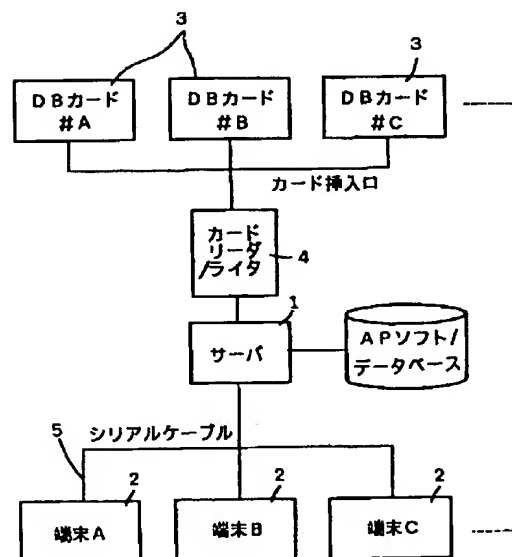 3
3
DBカード
#A
DBカード
#B
DBカード
#C
カード挿入口
カード
リーダ
/ライタ
4
1
サーバ
APソフト/
データベース
シリアルケーブル
5
2
2
2
端末A
端末B
端末C